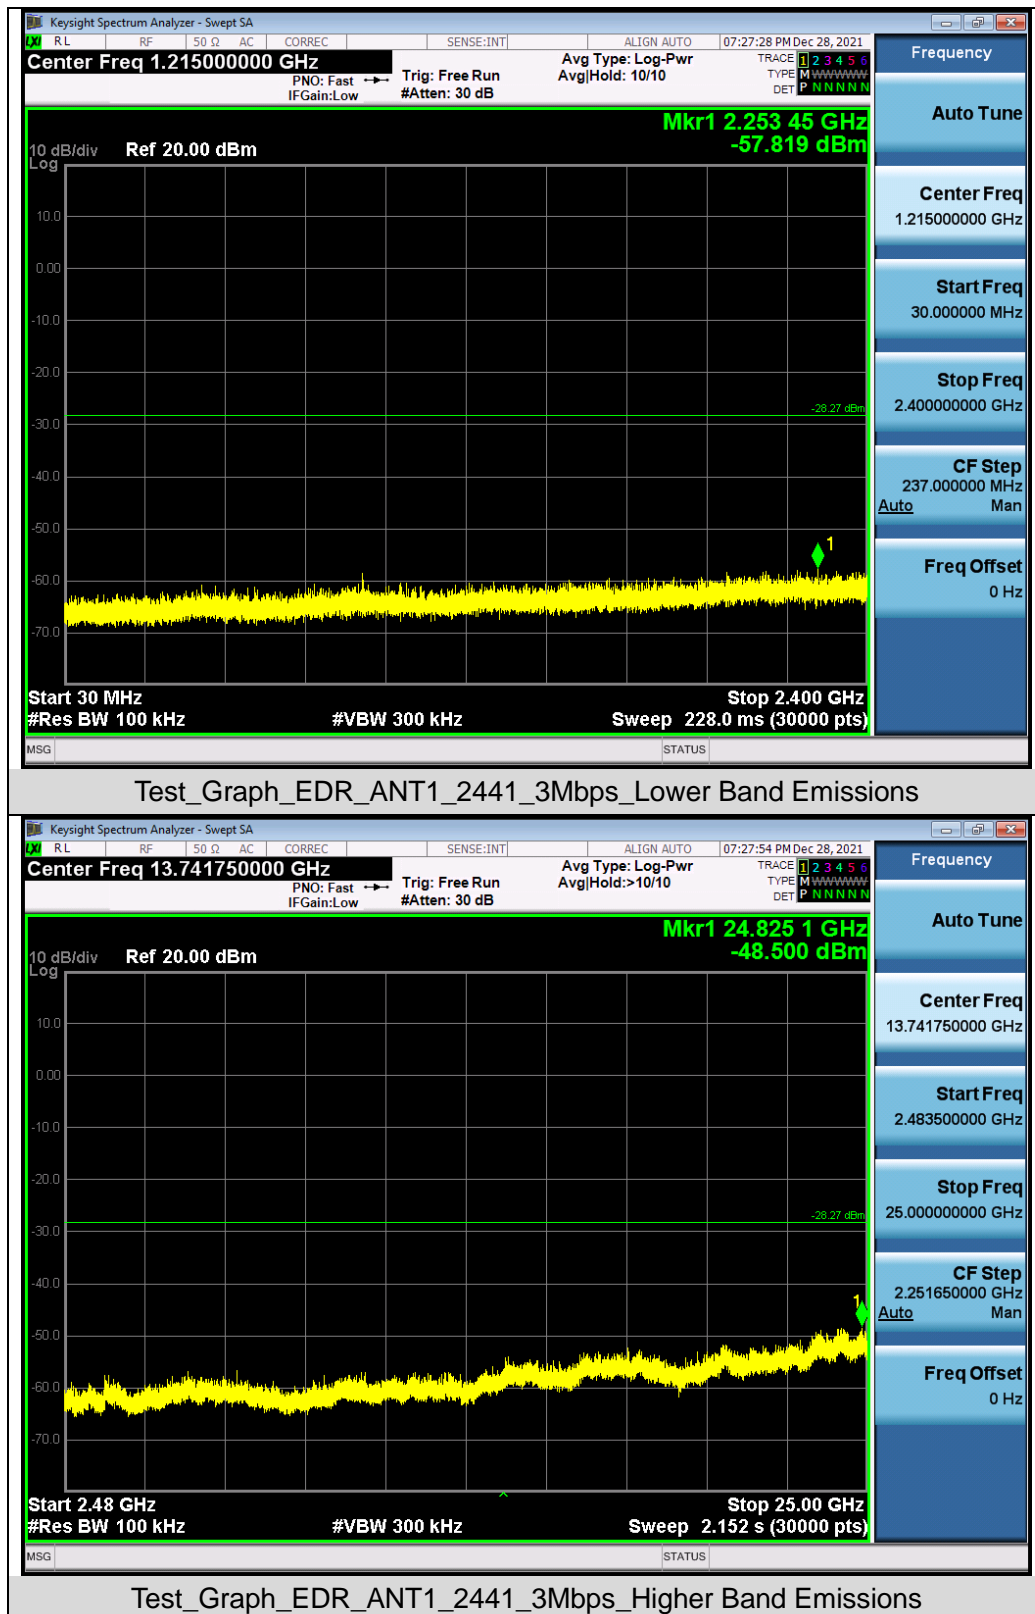 Keysight Spectrum Analyzer - Swept SA
LXI RL RF 50 Ω AC CORREC SENSE:INT ALIGN AUTO 07:27:28 PM Dec 28, 2021
Center Freq 1.215000000 GHz
PNO: Fast
IFGain:Low
Trig: Free Run
#Atten: 30 dB
Avg Type: Log-Pwr
Avg|Hold: 10/10
TRACE 1 2 3 4 5 6
TYPE M WWWWW
DET P N N N N N
Frequency
Mkr1 2.253 45 GHz
-57.819 dBm
10 dB/div Ref 20.00 dBm
Log
10.0
0.00
-10.0
-20.0
-30.0
-40.0
-50.0
-60.0
-70.0
-28.27 dBm
1
Start 30 MHz Stop 2.400 GHz
#Res BW 100 kHz #VBW 300 kHz Sweep 228.0 ms (30000 pts)
MSG STATUS
Auto Tune
Center Freq
1.215000000 GHz
Start Freq
30.000000 MHz
Stop Freq
2.400000000 GHz
CF Step
237.000000 MHz
Auto Man
Freq Offset
0 Hz
Test_Graph_EDR_ANT1_2441_3Mbps_Lower Band Emissions
Keysight Spectrum Analyzer - Swept SA
LXI RL RF 50 Ω AC CORREC SENSE:INT ALIGN AUTO 07:27:54 PM Dec 28, 2021
Center Freq 13.741750000 GHz
PNO: Fast
IFGain:Low
Trig: Free Run
#Atten: 30 dB
Avg Type: Log-Pwr
Avg|Hold:>10/10
TRACE 1 2 3 4 5 6
TYPE M WWWWW
DET P N N N N N
Frequency
Mkr1 24.825 1 GHz
-48.500 dBm
10 dB/div Ref 20.00 dBm
Log
10.0
0.00
-10.0
-20.0
-30.0
-40.0
-50.0
-60.0
-70.0
-28.27 dBm
1
Start 2.48 GHz Stop 25.00 GHz
#Res BW 100 kHz #VBW 300 kHz Sweep 2.152 s (30000 pts)
MSG STATUS
Auto Tune
Center Freq
13.741750000 GHz
Start Freq
2.483500000 GHz
Stop Freq
25.000000000 GHz
CF Step
2.251650000 GHz
Auto Man
Freq Offset
0 Hz
Test_Graph_EDR_ANT1_2441_3Mbps_Higher Band Emissions